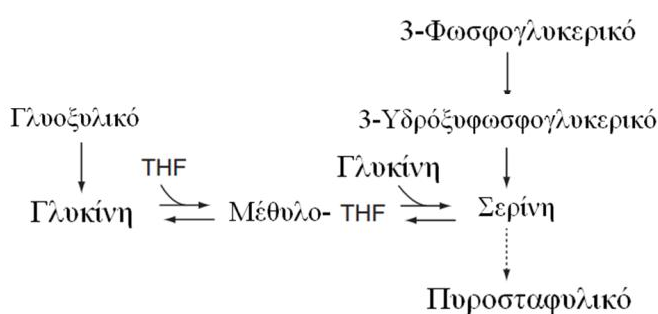 3-Φωσφογλυκερικό
Γλυοξυλικό
3-Υδρόξυφωσφογλυκερικό
THF
Γλυκίνη
Γλυκίνη
Μέθυλο- THF
Σερίνη
Πυροσταφυλικό